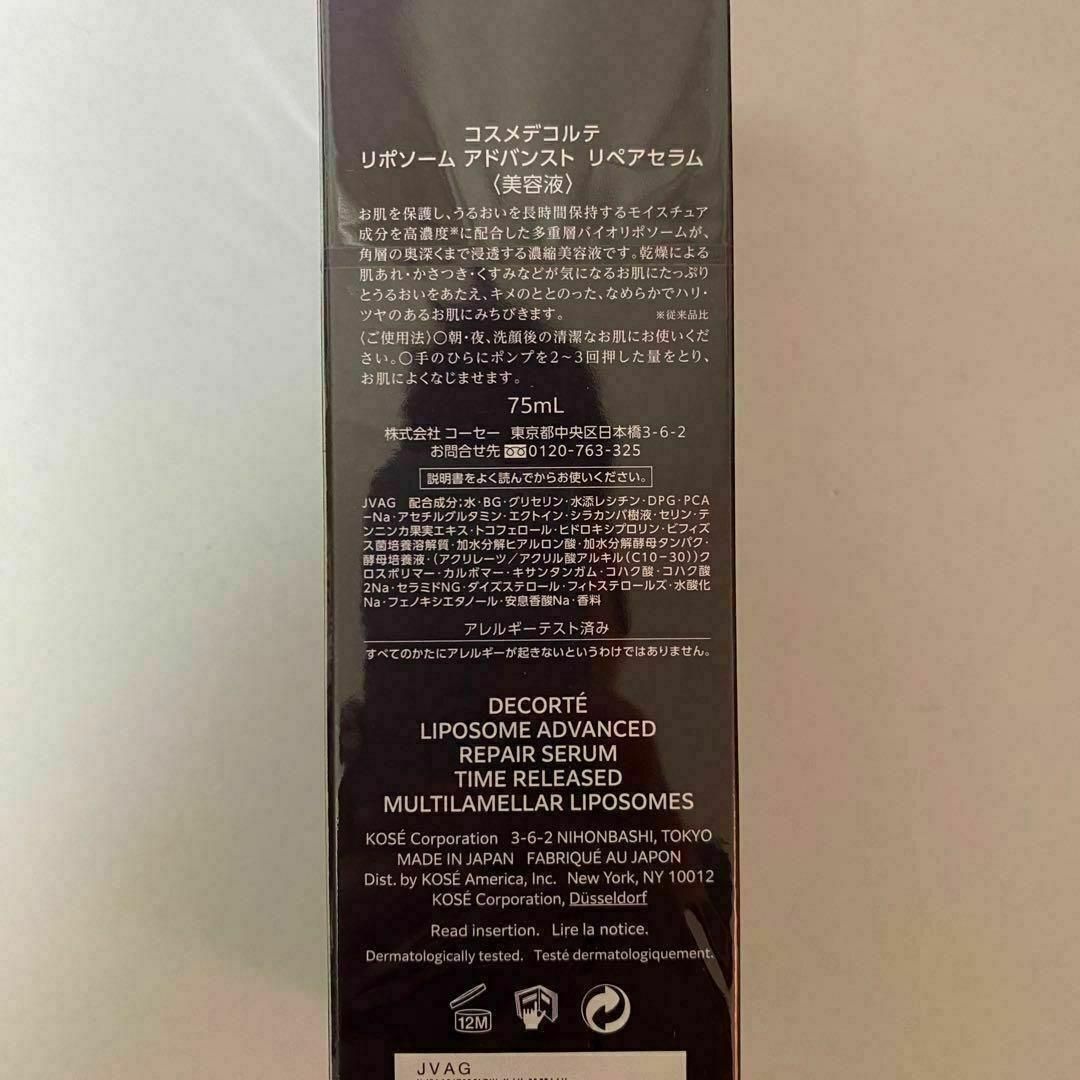 コスメデコルテ
リポソーム アドバンスト リペアセラム
〈美容液〉
お肌を保護し、うるおいを長時間保持するモイスチュア
成分を高濃度※に配合した多重層バイオリポソームが、
角層の奥深くまで浸透する濃縮美容液です。乾燥による
肌あれ・かさつき・くすみなどが気になるお肌にたっぷり
とうるおいをあたえ、キメのととのった、なめらかでハリ・
ツヤのあるお肌にみちびきます。 ※従来品比
〈ご使用法〉○朝・夜、洗顔後の清潔なお肌にお使いくだ
さい。○手のひらにポンプを2～3回押した量をとり、
お肌によくなじませます。
75mL
株式会社 コーセー 東京都中央区日本橋3-6-2
お問合せ先 0120-763-325
説明書をよく読んでからお使いください。
JVAG 配合成分；水・BG・グリセリン・水添レシチン・DPG・PCA
-Na・アセチルグルタミン・エクトイン・シラカンバ樹液・セリン・テ
ンニンカ果実エキス・トコフェロール・ヒドロキシプロリン・ビフィズ
ス菌培養溶解質・加水分解ヒアルロン酸・加水分解酵母タンパク・
酵母培養液・（アクリレーツ／アクリル酸アルキル（C10-30））ク
ロスポリマー・カルボマー・キサンタンガム・コハク酸・コハク酸
2Na・セラミドNG・ダイズステロール・フィトステロールズ・水酸化
Na・フェノキシエタノール・安息香酸Na・香料
アレルギーテスト済み
すべてのかたにアレルギーが起きないというわけではありません。
DECORTÉ
LIPOSOME ADVANCED
REPAIR SERUM
TIME RELEASED
MULTILAMELLAR LIPOSOMES
KOSÉ Corporation 3-6-2 NIHONBASHI, TOKYO
MADE IN JAPAN FABRIQUÉ AU JAPON
Dist. by KOSÉ America, Inc. New York, NY 10012
KOSÉ Corporation, Düsseldorf
Read insertion. Lire la notice.
Dermatologically tested. Testé dermatologiquement.
12M
JVAG